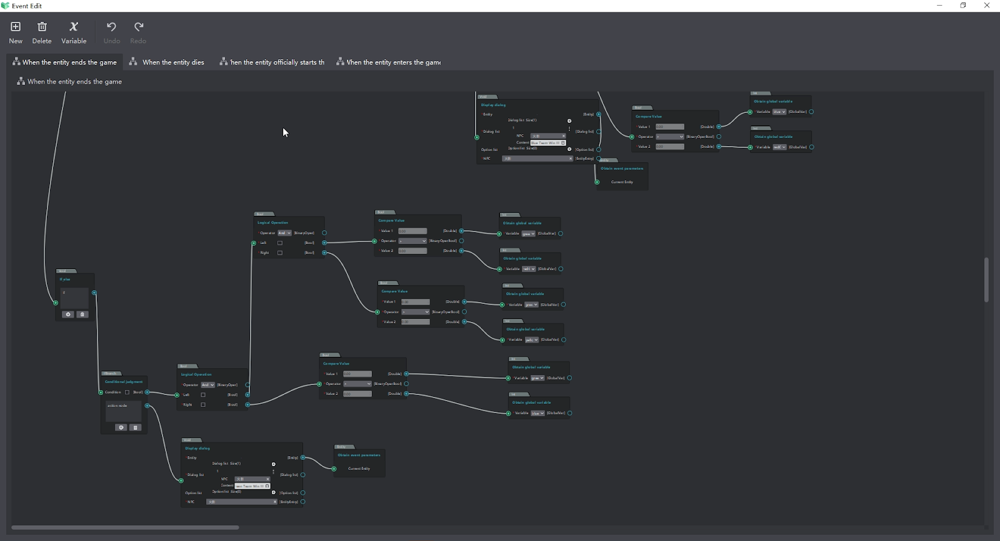 Event Edit
New Delete Variable Undo Redo
When the entity ends the game
When the entity dies
hen the entity officially starts th
When the entity enters the game
When the entity ends the game
Void
Display dialog
*Entity [Entity]
Dialog list Size(1)
1
*Dialog list [Dialog list]
NPC
Content Blue Team Win !!!
Option list Option list Size(0) [Option list]
*NPC [EntityEntry]
Entity
Obtain event parameters
Current Entity
Bool
Compare Value
*Value 1 0.00 [Double]
*Operator > [BinaryOperBool]
*Value 2 0.00 [Double]
Int
Obtain global variable
*Variable blue [GlobalVar]
Int
Obtain global variable
*Variable redC [GlobalVar]
Bool
Logical Operation
*Operator And [BinaryOper]
*Left [Bool]
*Right [Bool]
Bool
Compare Value
*Value 1 0.00 [Double]
*Operator > [BinaryOperBool]
*Value 2 0.00 [Double]
Int
Obtain global variable
*Variable gree [GlobalVar]
Int
Obtain global variable
*Variable redC [GlobalVar]
Bool
Compare Value
*Value 1 0.00 [Double]
*Operator > [BinaryOperBool]
*Value 2 0.00 [Double]
Int
Obtain global variable
*Variable gree [GlobalVar]
Int
Obtain global variable
*Variable yello [GlobalVar]
Void
If else
if
Conditional judgment
*Condition [Bool]
action node
Bool
Logical Operation
*Operator And [BinaryOper]
*Left [Bool]
*Right [Bool]
Bool
Compare Value
*Value 1 0.00 [Double]
*Operator > [BinaryOperBool]
*Value 2 0.00 [Double]
Int
Obtain global variable
*Variable gree [GlobalVar]
Int
Obtain global variable
*Variable blue [GlobalVar]
Void
Display dialog
*Entity [Entity]
Dialog list Size(1)
1
*Dialog list [Dialog list]
NPC
Content een Team Win !!!
Option list Option list Size(0) [Option list]
*NPC [EntityEntry]
Entity
Obtain event parameters
Current Entity